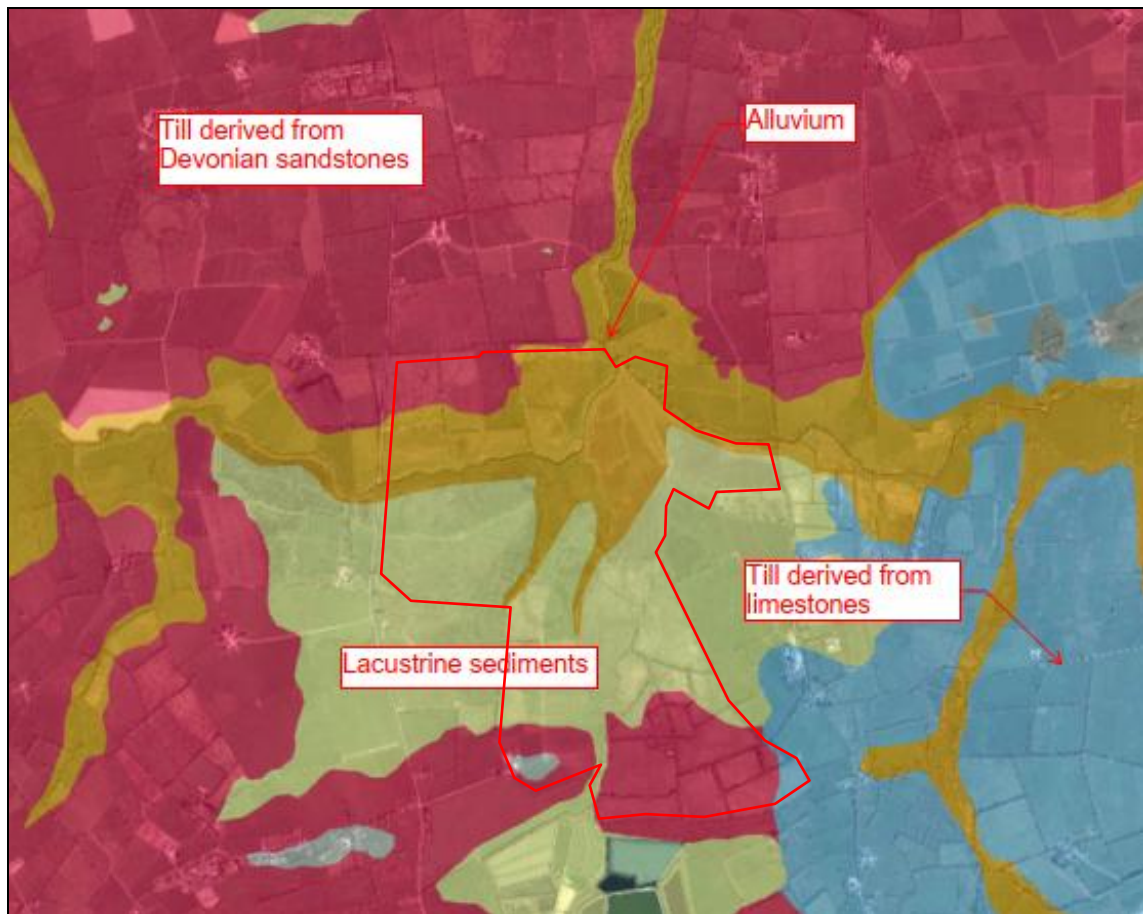 Till derived from
Devonian sandstones
Alluvium
Till derived from
limestones
Lacustrine sediments